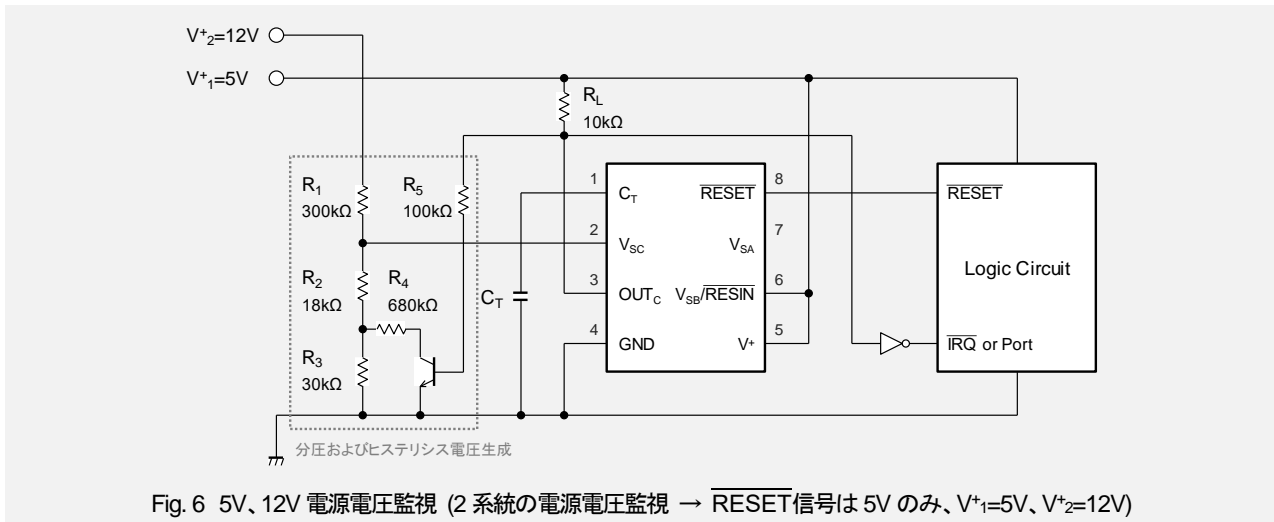 V⁺₂=12V
V⁺₁=5V
R_L
10kΩ
R₁
300kΩ
R₅
100kΩ
R₂
18kΩ
R₄
680kΩ
R₃
30kΩ
C_T
1
C_T
2
V_SC
3
OUT_C
4
GND
8
RESET
7
V_SA
6
V_SB/RESIN
5
V⁺
RESET
Logic Circuit
IRQ or Port
分圧およびヒステリシス電圧生成
Fig. 6 5V、12V 電源電圧監視 (2 系統の電源電圧監視 → RESET信号は 5V のみ、V⁺₁=5V、V⁺₂=12V)